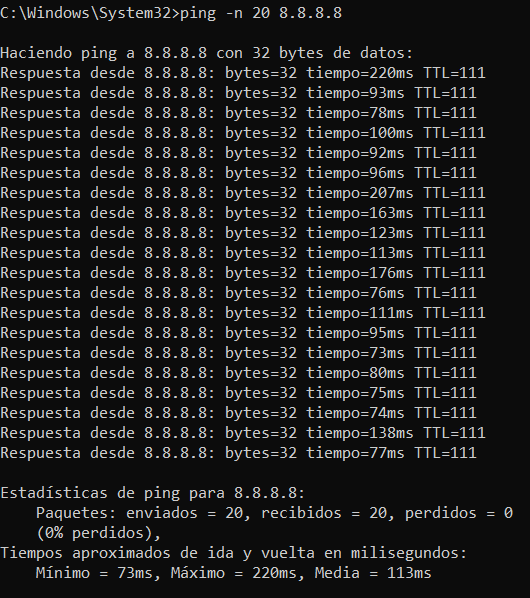 C:\Windows\System32>ping -n 20 8.8.8.8
Haciendo ping a 8.8.8.8 con 32 bytes de datos:
Respuesta desde 8.8.8.8: bytes=32 tiempo=220ms TTL=111
Respuesta desde 8.8.8.8: bytes=32 tiempo=93ms TTL=111
Respuesta desde 8.8.8.8: bytes=32 tiempo=78ms TTL=111
Respuesta desde 8.8.8.8: bytes=32 tiempo=100ms TTL=111
Respuesta desde 8.8.8.8: bytes=32 tiempo=92ms TTL=111
Respuesta desde 8.8.8.8: bytes=32 tiempo=96ms TTL=111
Respuesta desde 8.8.8.8: bytes=32 tiempo=207ms TTL=111
Respuesta desde 8.8.8.8: bytes=32 tiempo=163ms TTL=111
Respuesta desde 8.8.8.8: bytes=32 tiempo=123ms TTL=111
Respuesta desde 8.8.8.8: bytes=32 tiempo=113ms TTL=111
Respuesta desde 8.8.8.8: bytes=32 tiempo=176ms TTL=111
Respuesta desde 8.8.8.8: bytes=32 tiempo=76ms TTL=111
Respuesta desde 8.8.8.8: bytes=32 tiempo=111ms TTL=111
Respuesta desde 8.8.8.8: bytes=32 tiempo=95ms TTL=111
Respuesta desde 8.8.8.8: bytes=32 tiempo=73ms TTL=111
Respuesta desde 8.8.8.8: bytes=32 tiempo=80ms TTL=111
Respuesta desde 8.8.8.8: bytes=32 tiempo=75ms TTL=111
Respuesta desde 8.8.8.8: bytes=32 tiempo=74ms TTL=111
Respuesta desde 8.8.8.8: bytes=32 tiempo=138ms TTL=111
Respuesta desde 8.8.8.8: bytes=32 tiempo=77ms TTL=111
Estadísticas de ping para 8.8.8.8:
Paquetes: enviados = 20, recibidos = 20, perdidos = 0
(0% perdidos),
Tiempos aproximados de ida y vuelta en milisegundos:
Mínimo = 73ms, Máximo = 220ms, Media = 113ms